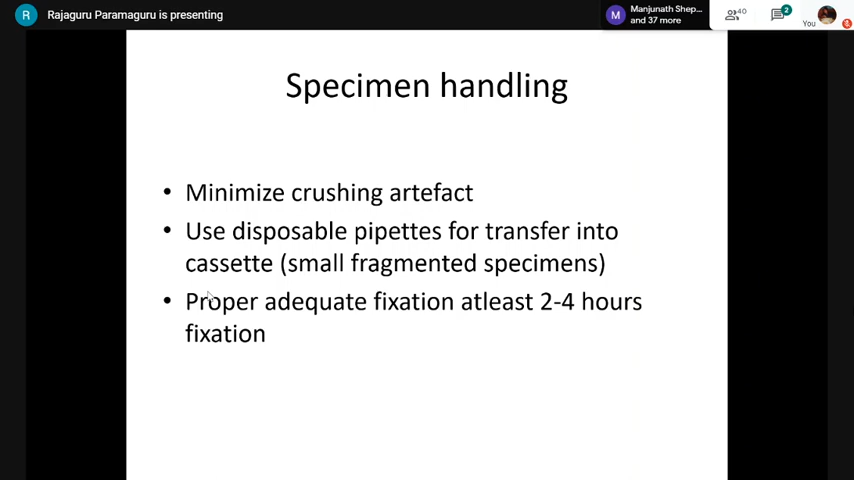 R Rajaguru Paramaguru is presenting
M Manjunath Shep...
and 37 more
40
2
You
Specimen handling
• Minimize crushing artefact
• Use disposable pipettes for transfer into
cassette (small fragmented specimens)
• Proper adequate fixation atleast 2-4 hours
fixation